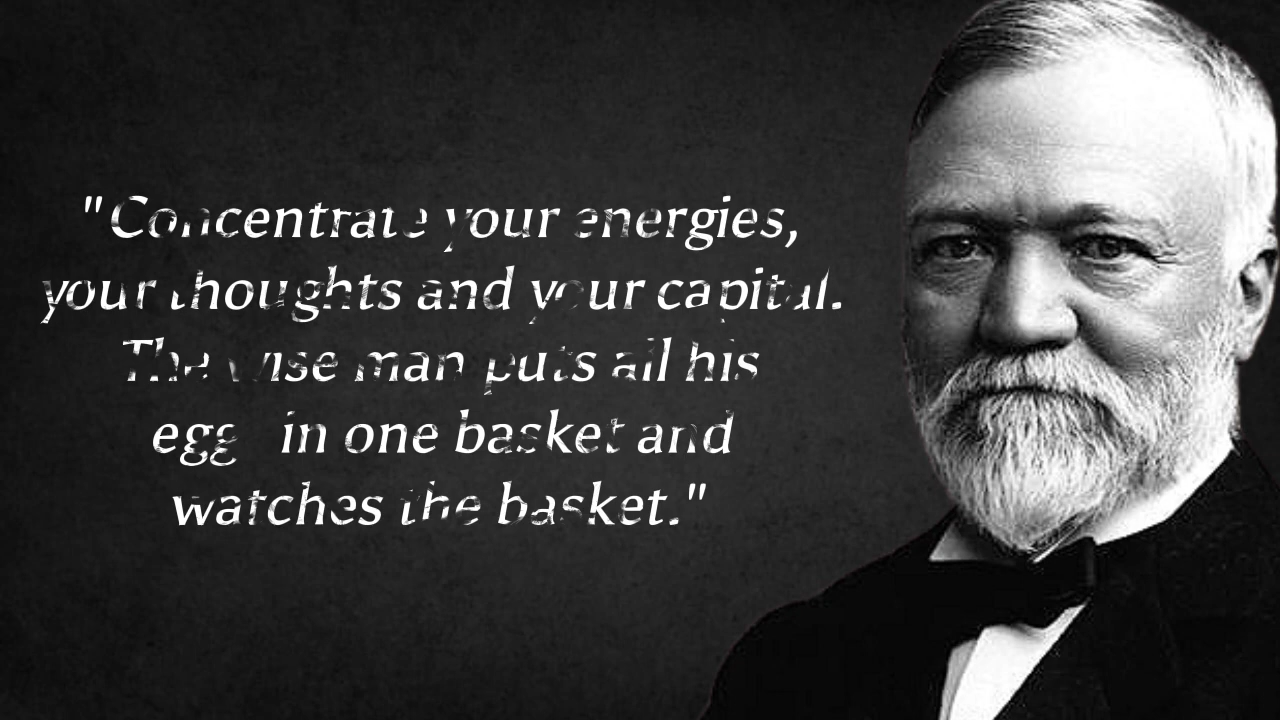 "Concentrate your energies,
your thoughts and your capital.
The wise man puts all his
eggs in one basket and
watches the basket."